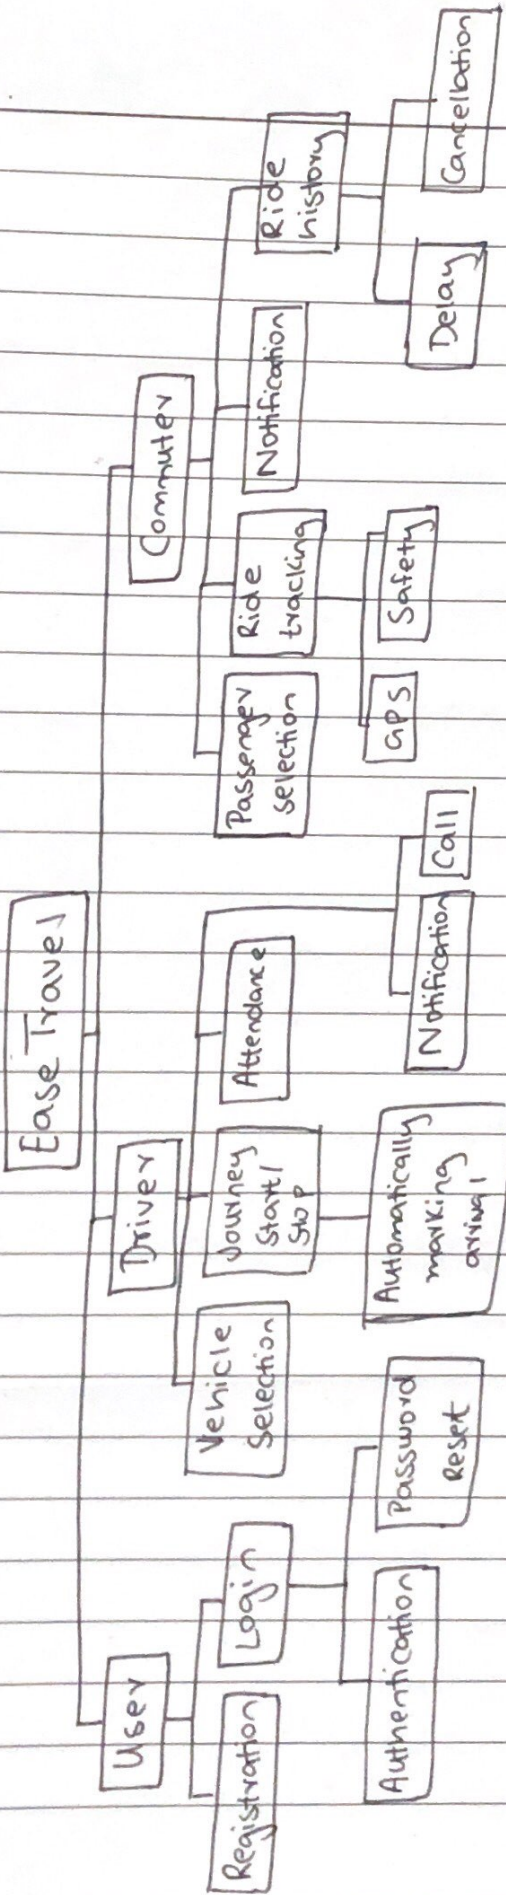 Ease Travel
User
Driver
Commuter
Registration
Login
Vehicle
Selection
Journey
Start/
Stop
Attendance
Passenger
selection
Ride
tracking
Notification
Ride
history
Authentication
Password
Reset
Automatically
marking
arival
Notification
Call
GPS
Safety
Delay
Cancellation